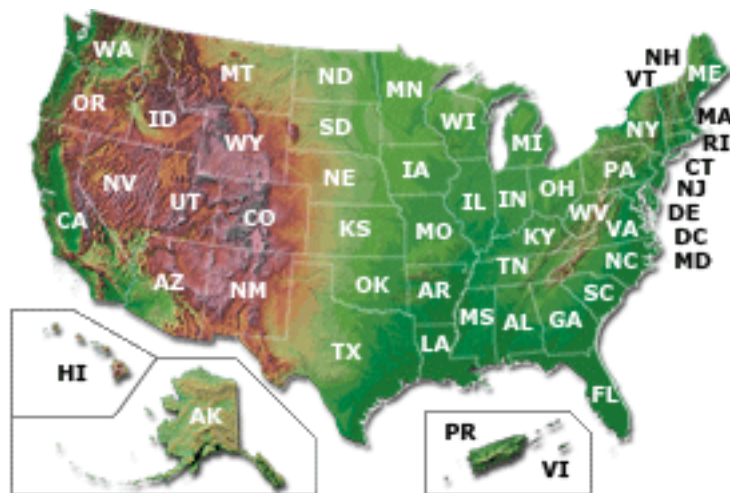 WA
MT
ND
MN
NH
VT
ME
OR
ID
WY
SD
WI
MI
NY
MA
RI
CT
NJ
DE
DC
MD
NV
UT
CO
NE
IA
IL
IN
OH
PA
WV
VA
CA
KS
MO
KY
NC
AZ
NM
OK
AR
TN
SC
TX
LA
MS
AL
GA
FL
HI
AK
PR
VI